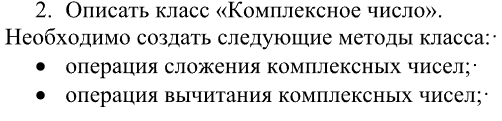 2. Описать класс «Комплексное число».
Необходимо создать следующие методы класса:
• операция сложения комплексных чисел;
• операция вычитания комплексных чисел;